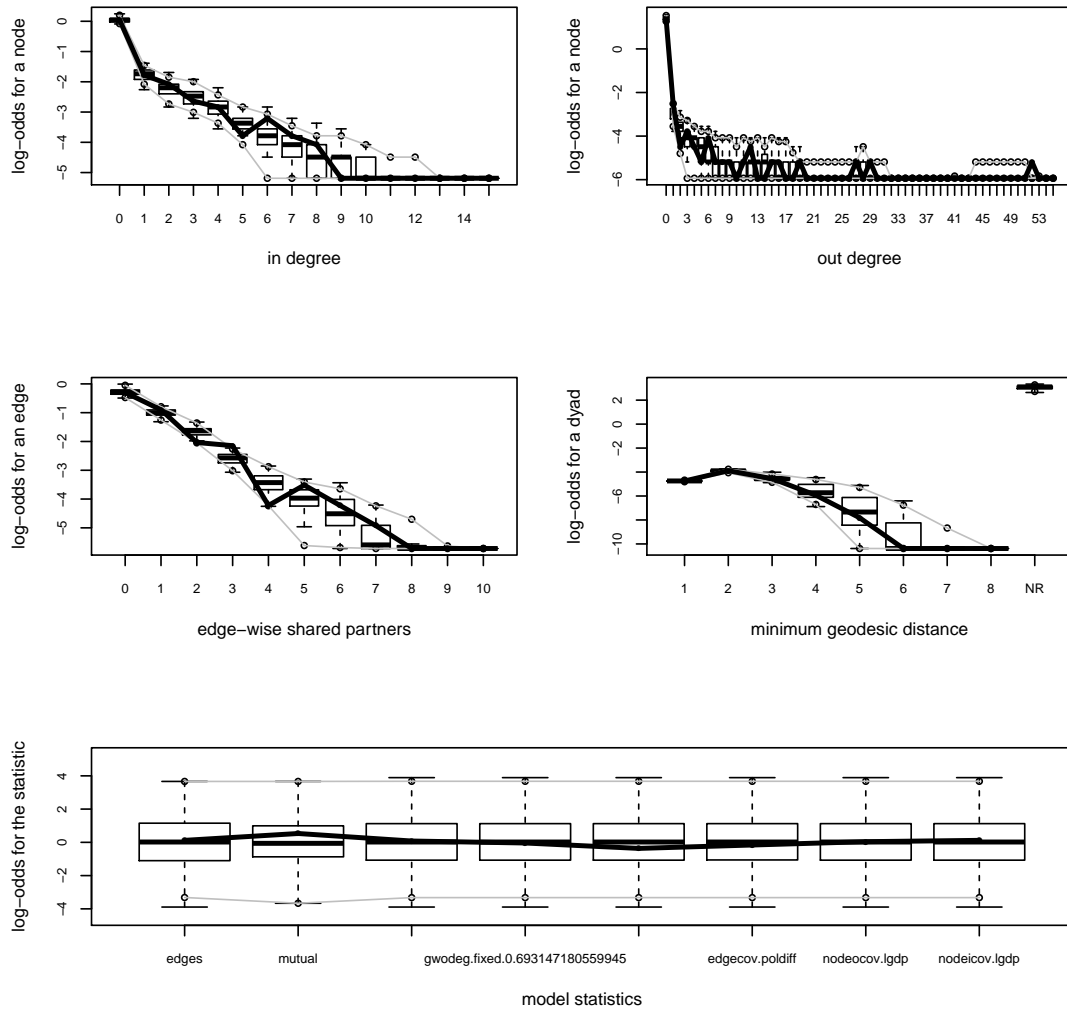 log−odds for a node
0
−1
−2
−3
−4
−5
0 1 2 3 4 5 6 7 8 9 10 12 14
in degree
log−odds for a node
0
−2
−4
−6
0 3 6 9 13 17 21 25 29 33 37 41 45 49 53
out degree
log−odds for an edge
0
−1
−2
−3
−4
−5
0 1 2 3 4 5 6 7 8 9 10
edge−wise shared partners
log−odds for a dyad
2
0
−2
−6
−10
1 2 3 4 5 6 7 8 NR
minimum geodesic distance
log−odds for the statistic
4
2
0
−2
−4
edges mutual gwodeg.fixed.0.693147180559945 edgecov.poldiff nodeocov.lgdp nodeicov.lgdp
model statistics